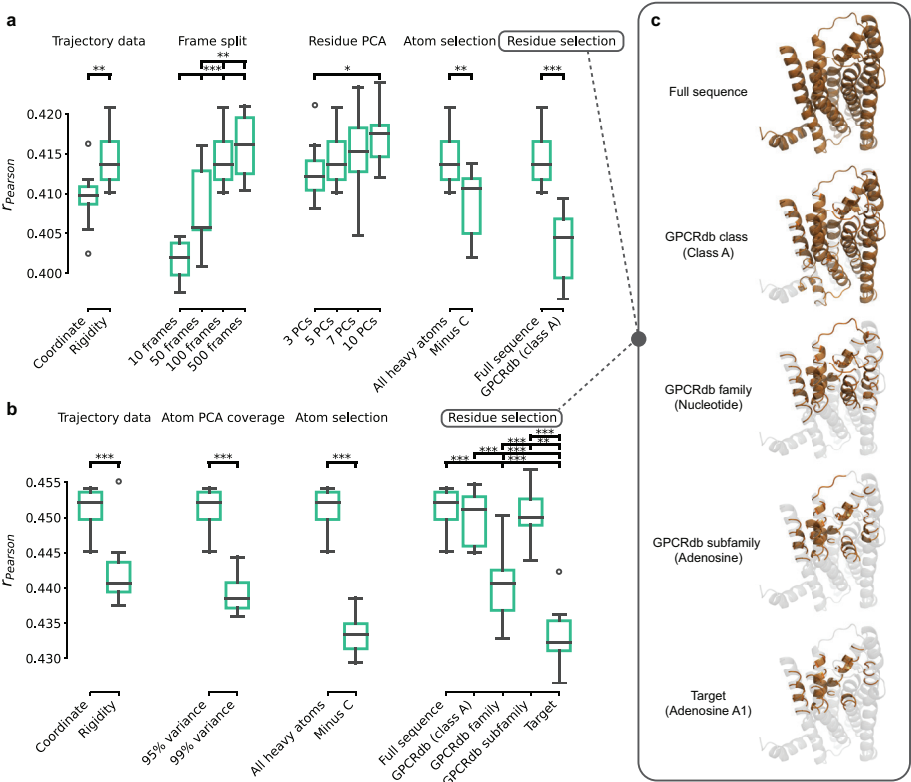 a
Trajectory data
Frame split
Residue PCA
Atom selection
Residue selection
**
**
***
*
**
***
r_Pearson
0.420
0.415
0.410
0.405
0.400
Coordinate
Rigidity
10 frames
50 frames
100 frames
500 frames
3 PCs
5 PCs
7 PCs
10 PCs
All heavy atoms
Minus C
Full sequence
GPCRdb (class A)
b
Trajectory data
Atom PCA coverage
Atom selection
Residue selection
***
***
***
***
***
**
***
***
***
***
r_Pearson
0.455
0.450
0.445
0.440
0.435
0.430
Coordinate
Rigidity
95% variance
99% variance
All heavy atoms
Minus C
Full sequence
GPCRdb (class A)
GPCRdb family
GPCRdb subfamily
Target
c
Full sequence
GPCRdb class
(Class A)
GPCRdb family
(Nucleotide)
GPCRdb subfamily
(Adenosine)
Target
(Adenosine A1)